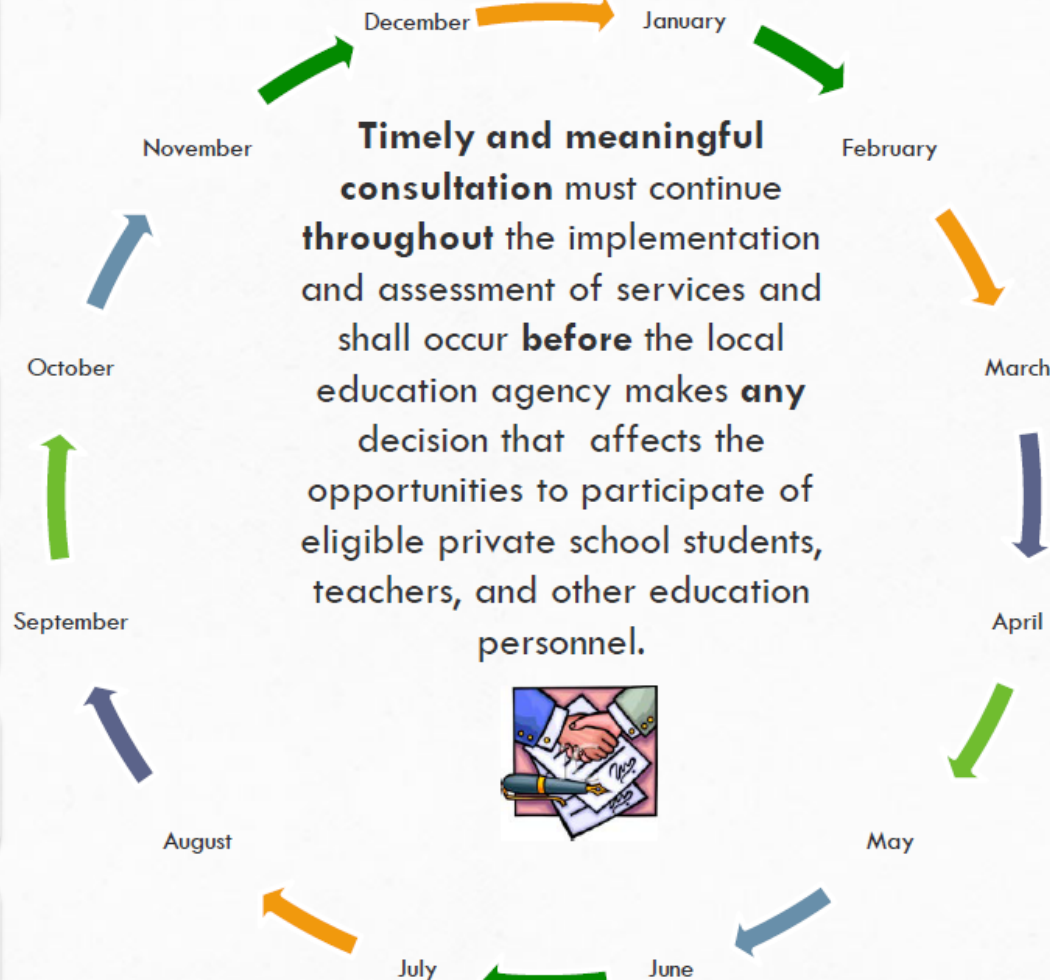 December
January
February
March
April
May
June
July
August
September
October
November
Timely and meaningful
consultation must continue
throughout the implementation
and assessment of services and
shall occur before the local
education agency makes any
decision that  affects the
opportunities to participate of
eligible private school students,
teachers, and other education
personnel.